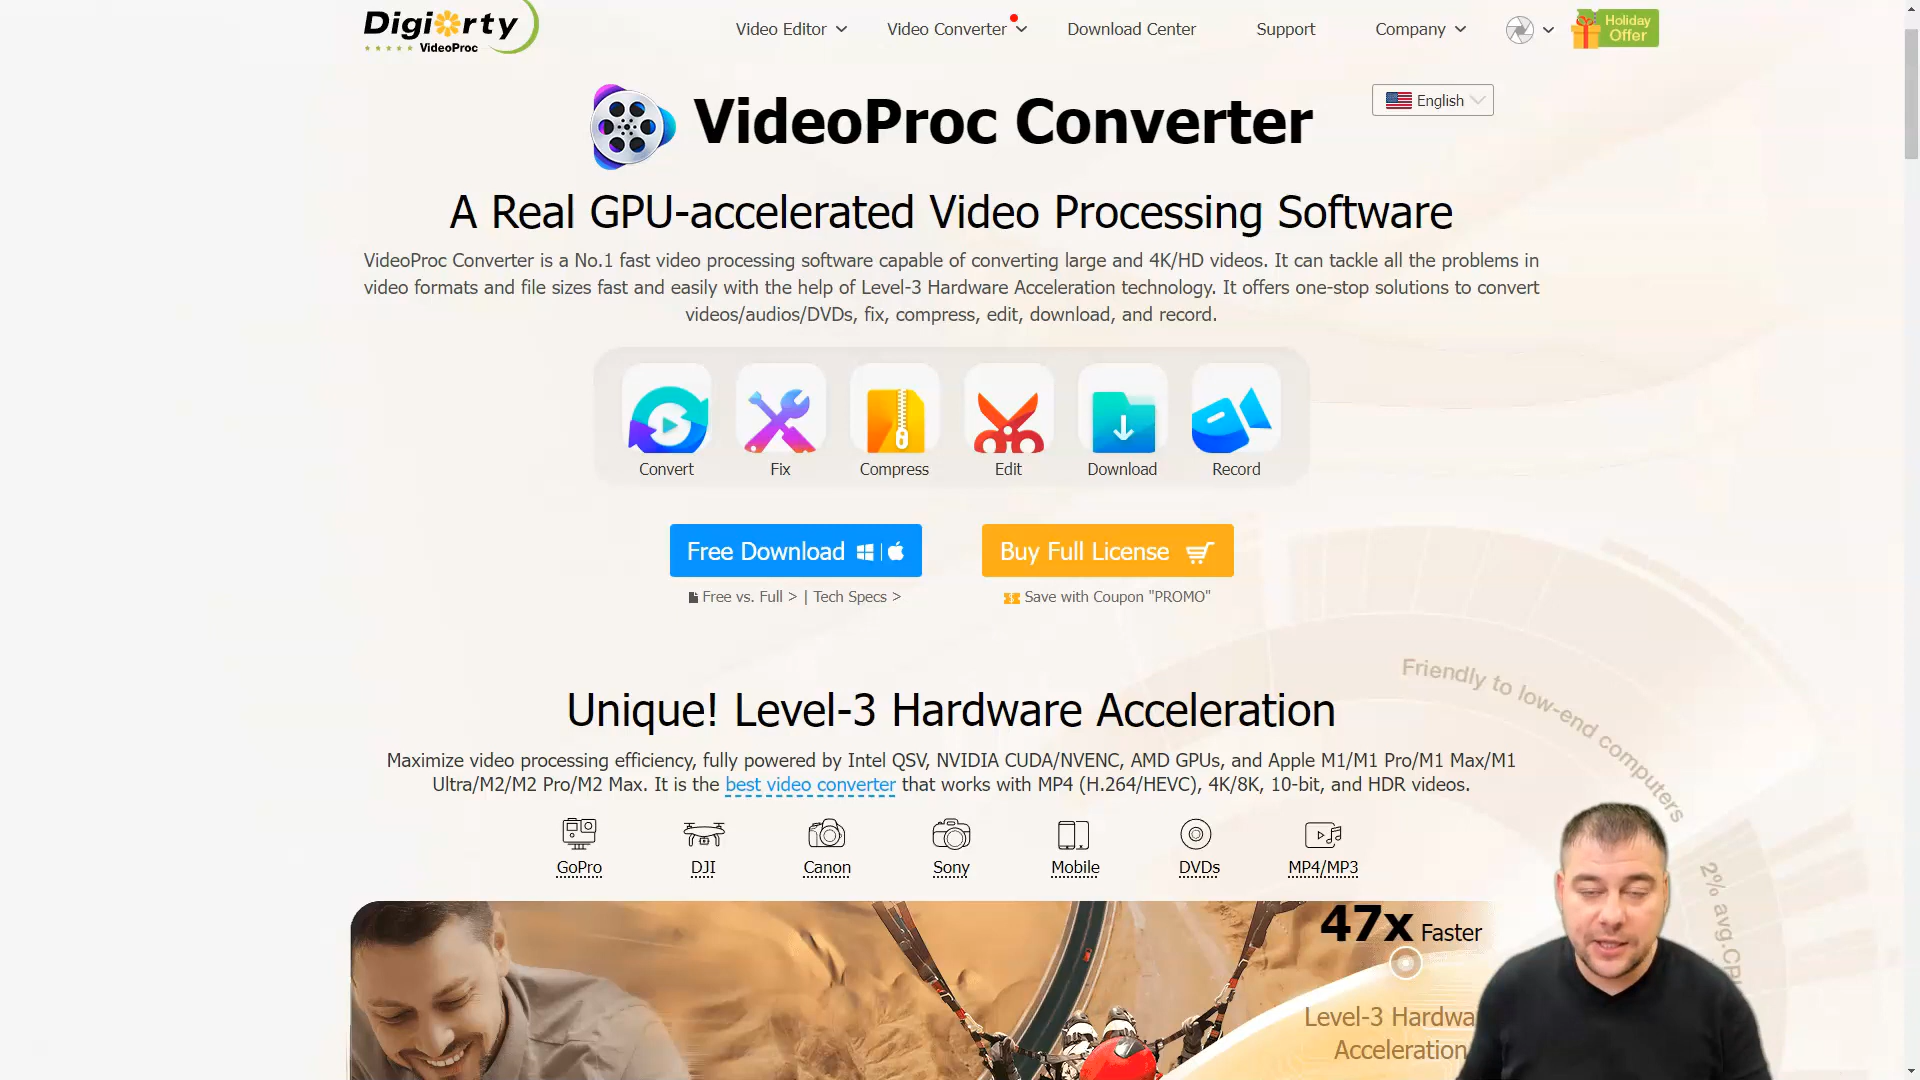 Digiarty
VideoProc
Video Editor
Video Converter
Download Center
Support
Company
Holiday
Offer
VideoProc Converter
English
A Real GPU-accelerated Video Processing Software
VideoProc Converter is a No.1 fast video processing software capable of converting large and 4K/HD videos. It can tackle all the problems in
video formats and file sizes fast and easily with the help of Level-3 Hardware Acceleration technology. It offers one-stop solutions to convert
videos/audios/DVDs, fix, compress, edit, download, and record.
Convert
Fix
Compress
Edit
Download
Record
Free Download
Buy Full License
Free vs. Full > | Tech Specs >
Save with Coupon "PROMO"
Friendly to low-end computers
Unique! Level-3 Hardware Acceleration
Maximize video processing efficiency, fully powered by Intel QSV, NVIDIA CUDA/NVENC, AMD GPUs, and Apple M1/M1 Pro/M1 Max/M1
Ultra/M2/M2 Pro/M2 Max. It is the best video converter that works with MP4 (H.264/HEVC), 4K/8K, 10-bit, and HDR videos.
GoPro
DJI
Canon
Sony
Mobile
DVDs
MP4/MP3
2% avg.CPU
47x Faster
Level-3 Hardwa
Acceleration